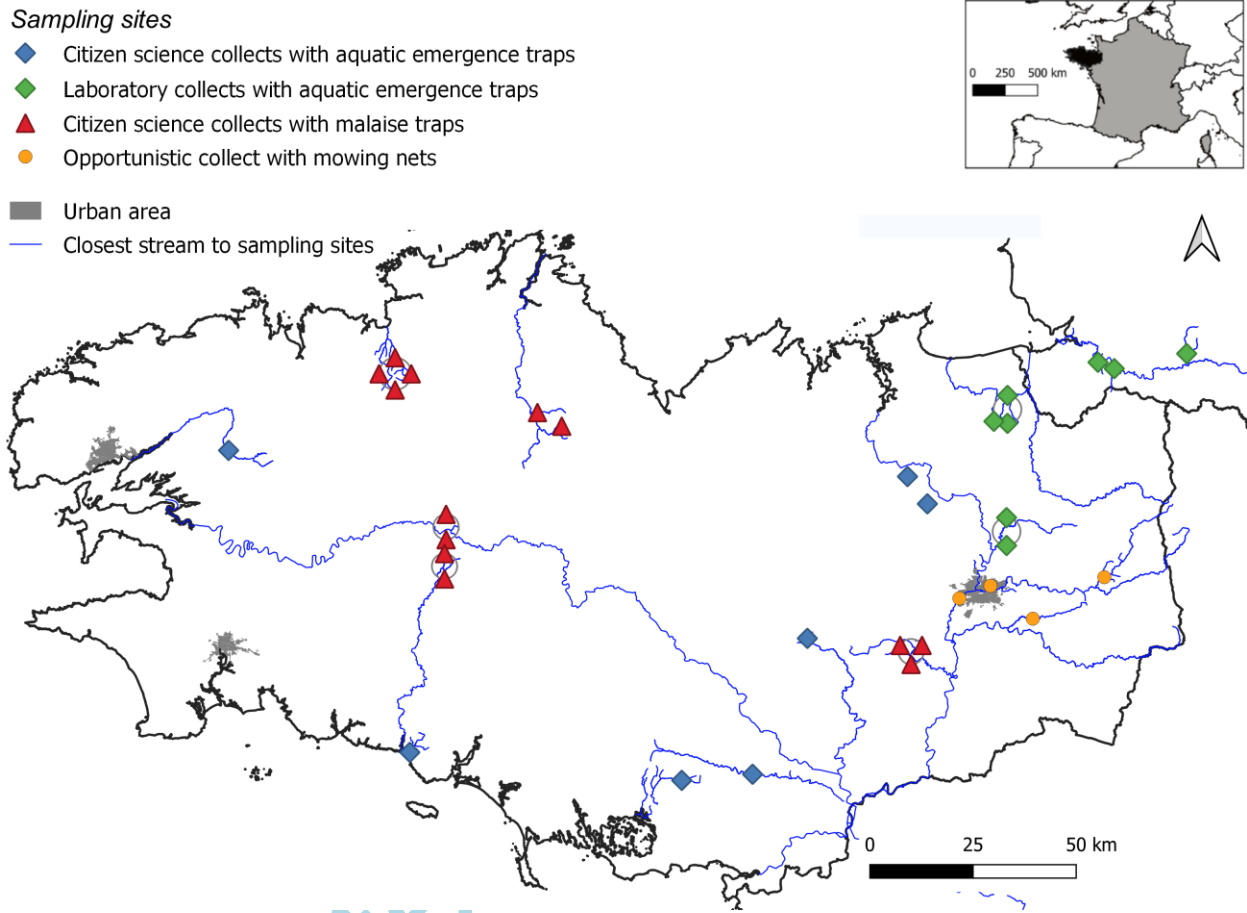 Sampling sites
Citizen science collects with aquatic emergence traps
Laboratory collects with aquatic emergence traps
Citizen science collects with malaise traps
Opportunistic collect with mowing nets
Urban area
Closest stream to sampling sites
0 250 500 km
0 25 50 km